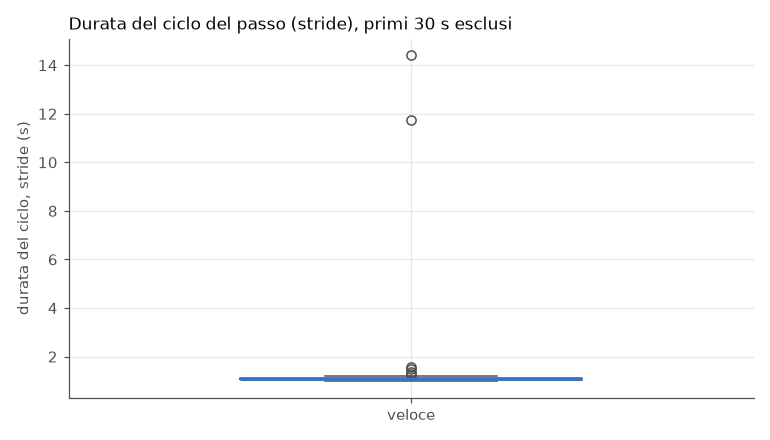 Durata del ciclo del passo (stride), primi 30 s esclusi
durata del ciclo, stride (s)
14
12
10
8
6
4
2
veloce